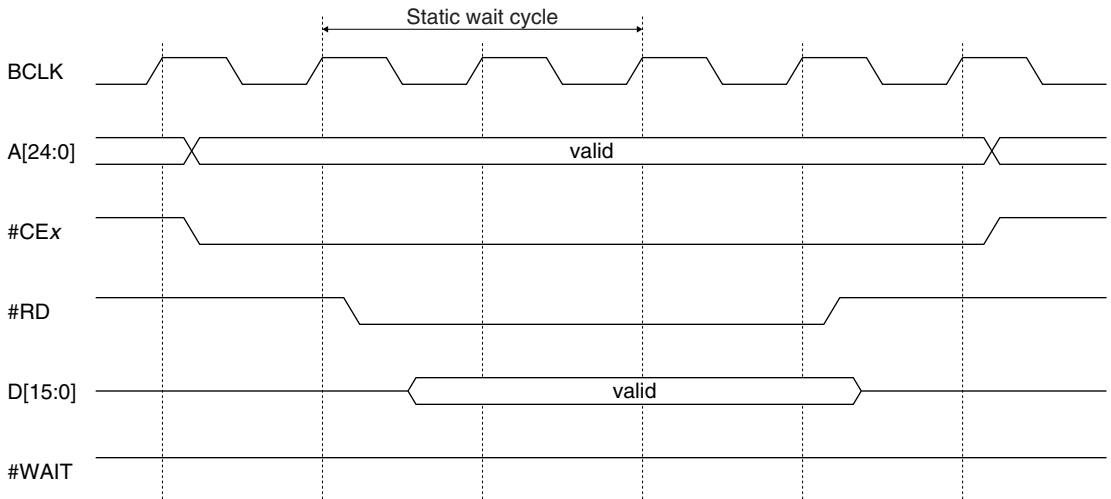 Static wait cycle
BCLK
A[24:0]
valid
#CEx
#RD
D[15:0]
valid
#WAIT